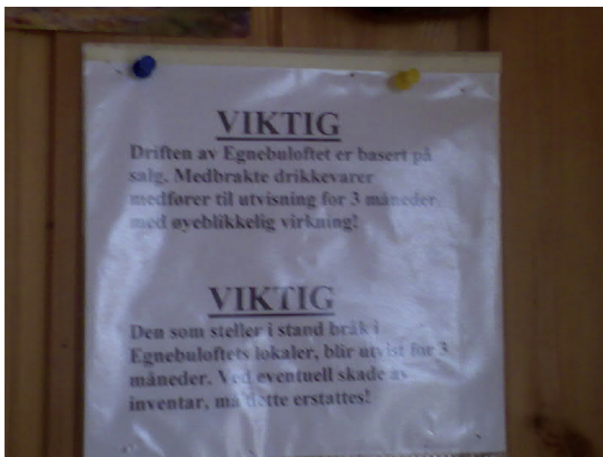 VIKTIG
Driften av Egnebuloftet er basert på
salg. Medbrakte drikkevarer
medfører til utvisning for 3 måneder,
med øyeblikkelig virkning!
VIKTIG
Den som steller i stand bråk i
Egnebuloftets lokaler, blir utvist for 3
måneder. Ved eventuell skade av
inventar, må dette erstattes!